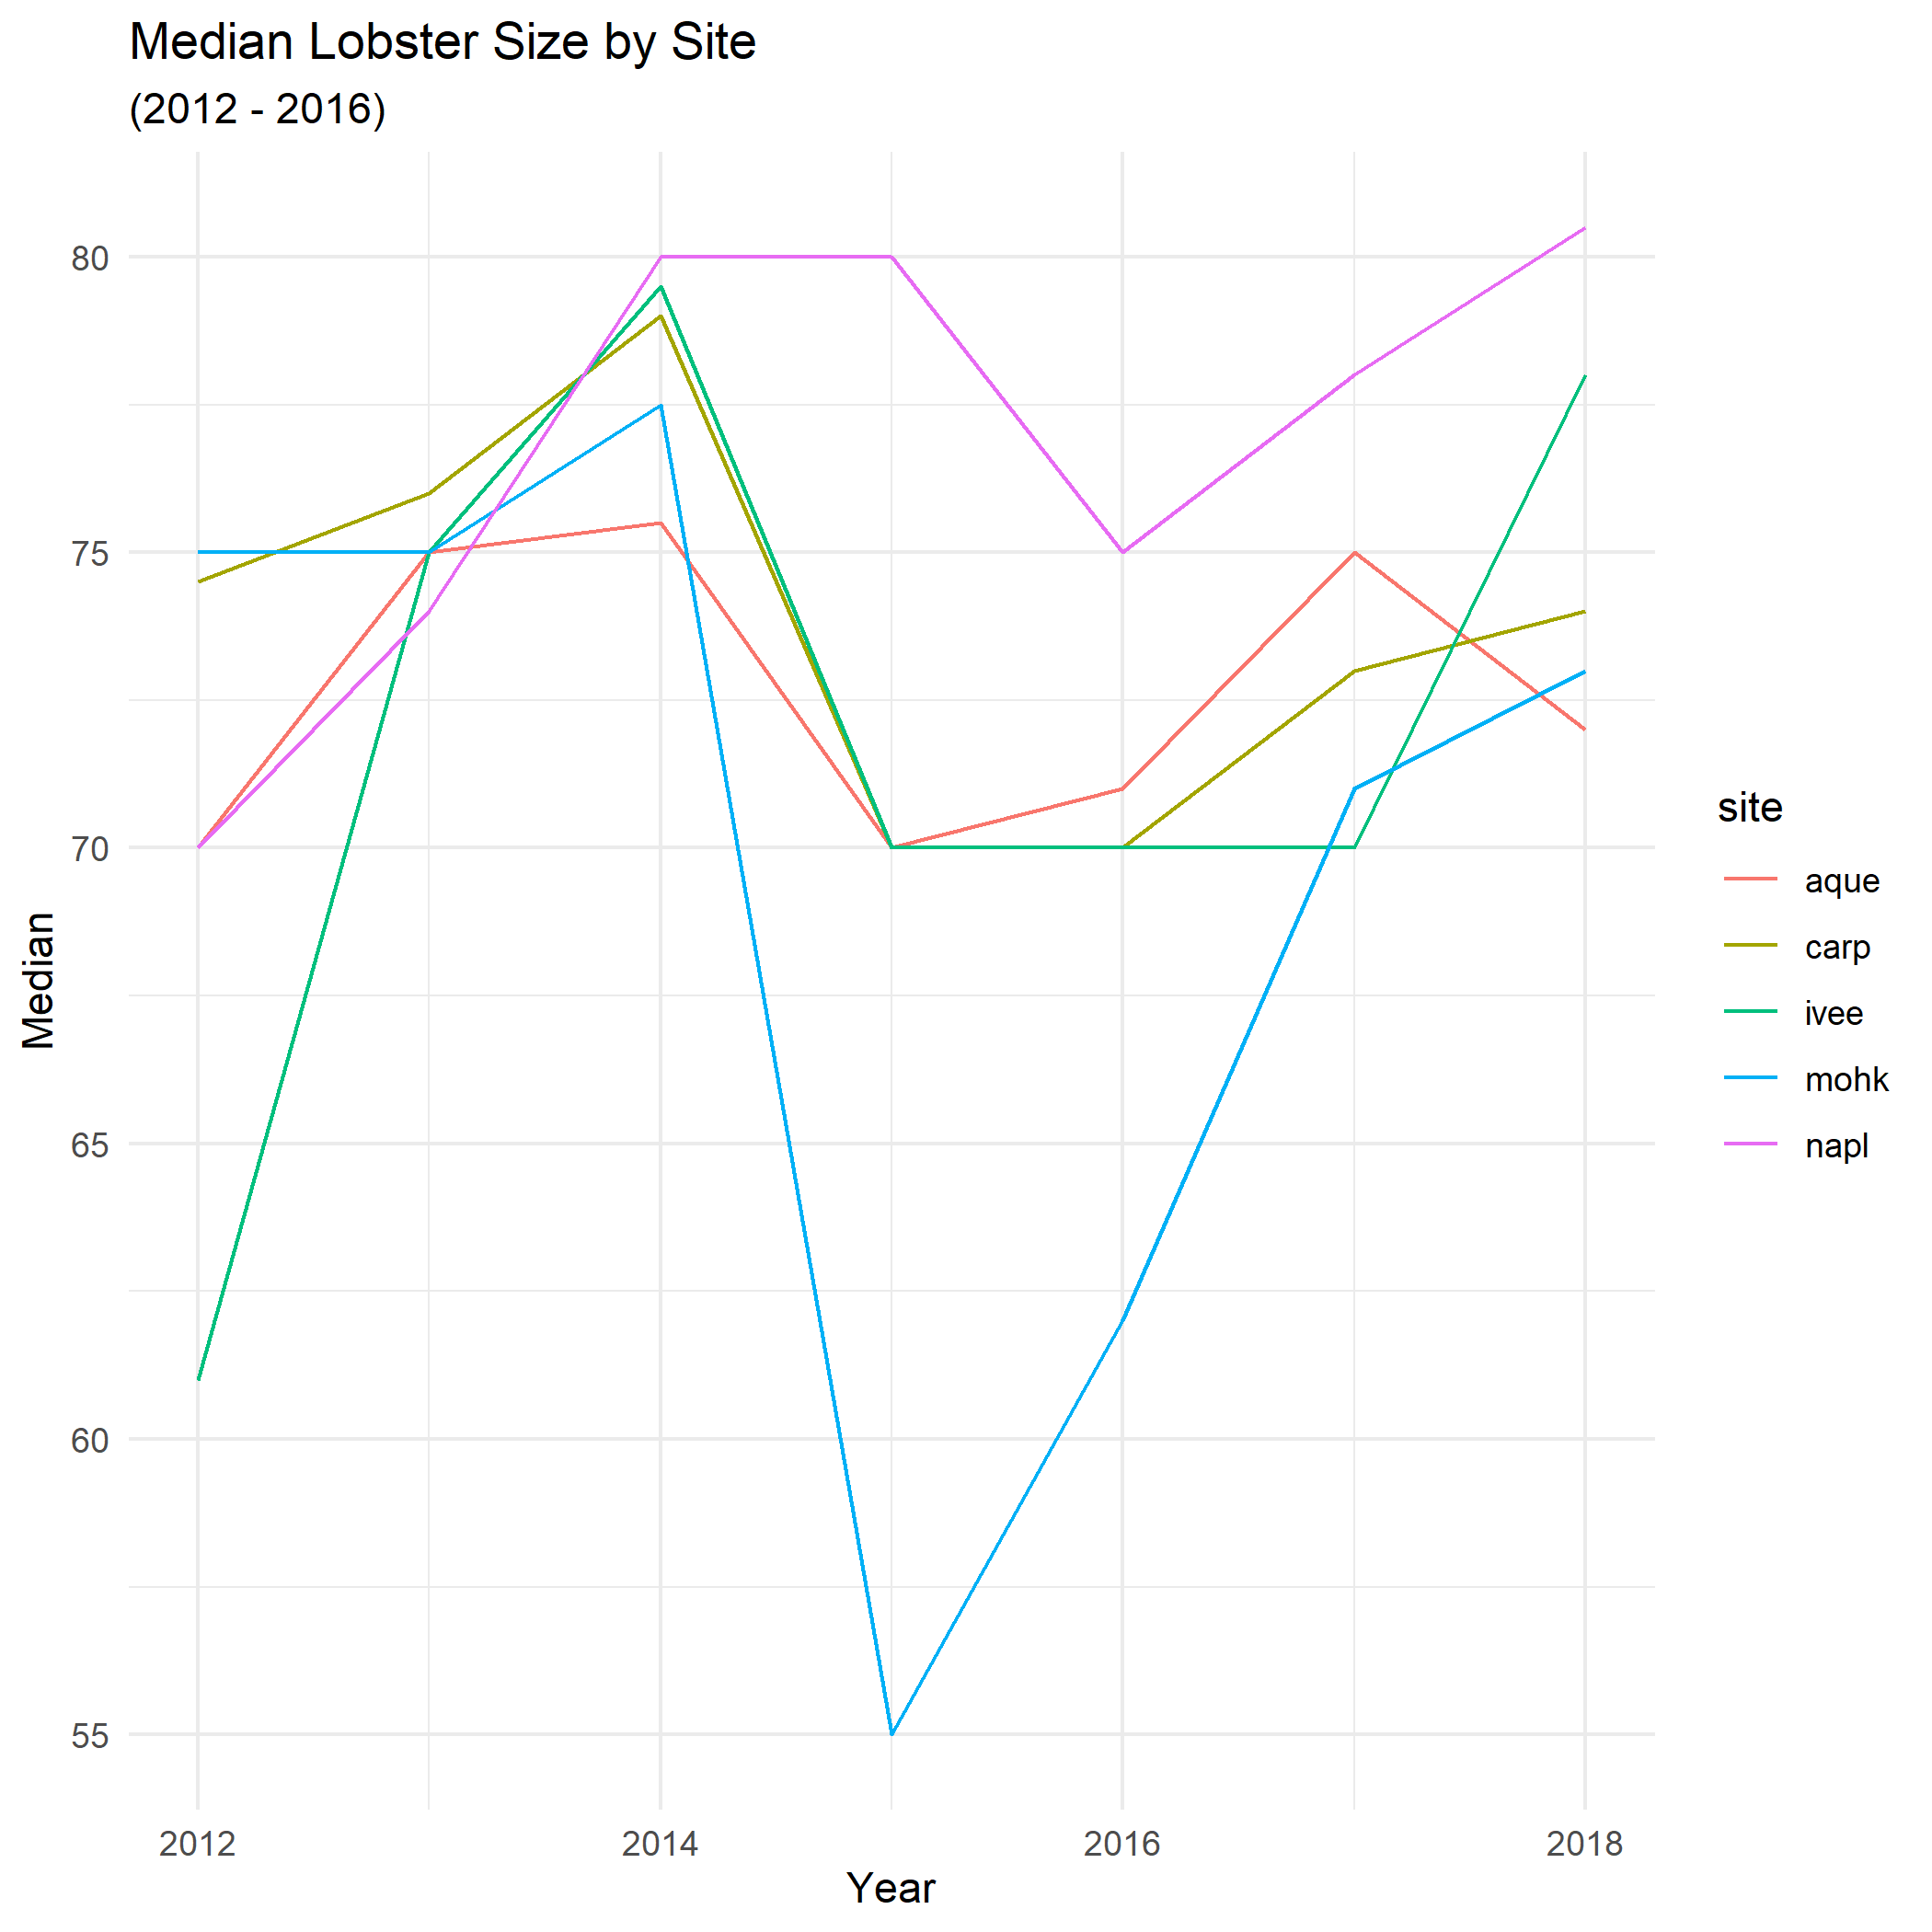 Median Lobster Size by Site
(2012 - 2016)
80
75
70
65
60
55
Median
2012 2014 2016 2018
Year
site
aque
carp
ivee
mohk
napl